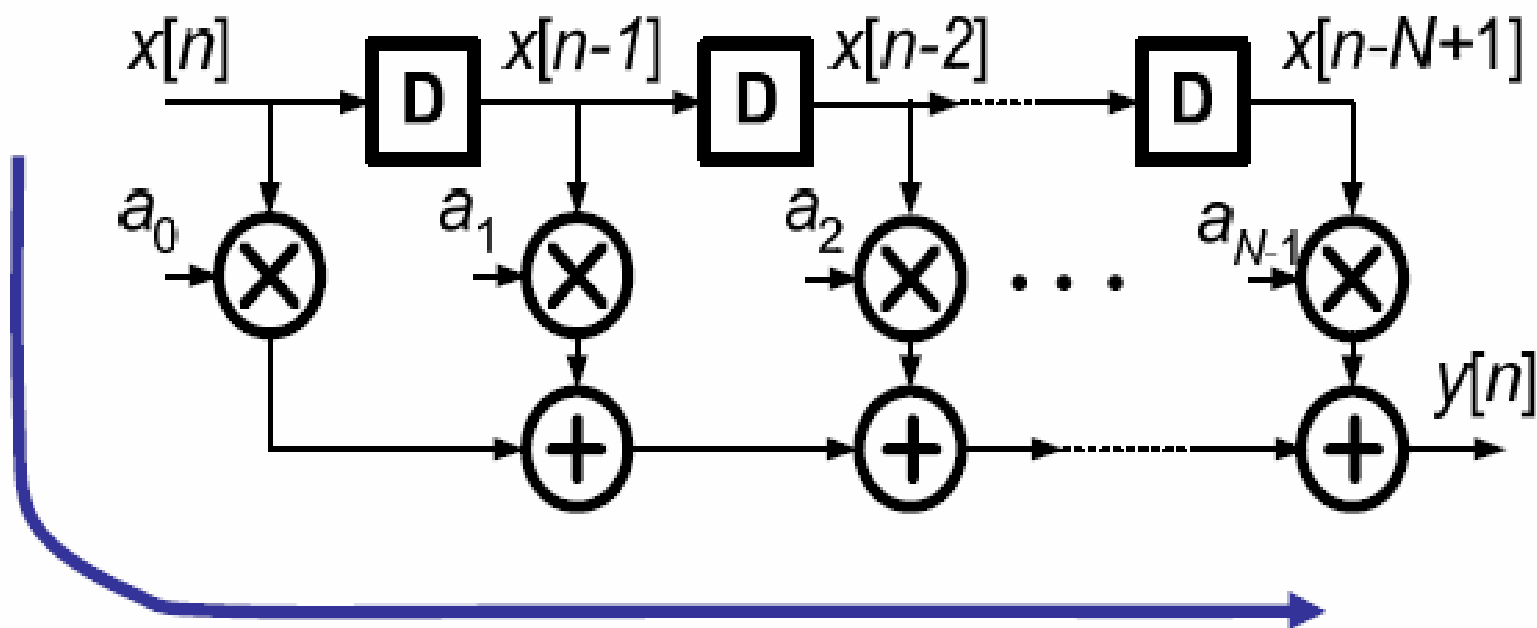 x[n] D x[n-1] D x[n-2] D x[n-N+1]
a0 a1 a2 . . . aN-1
y[n]